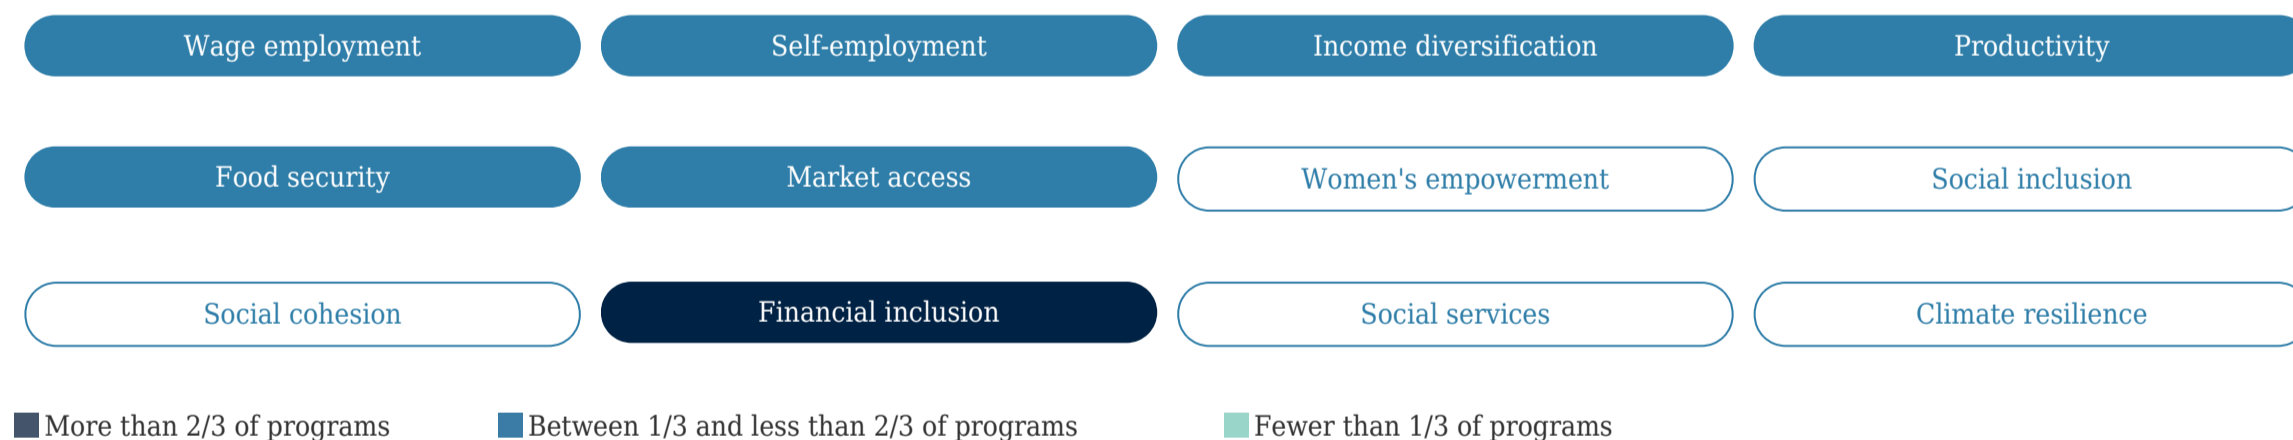 Wage employment Self-employment Income diversification Productivity
Food security Market access Women's empowerment Social inclusion
Social cohesion Financial inclusion Social services Climate resilience
More than 2/3 of programs Between 1/3 and less than 2/3 of programs Fewer than 1/3 of programs